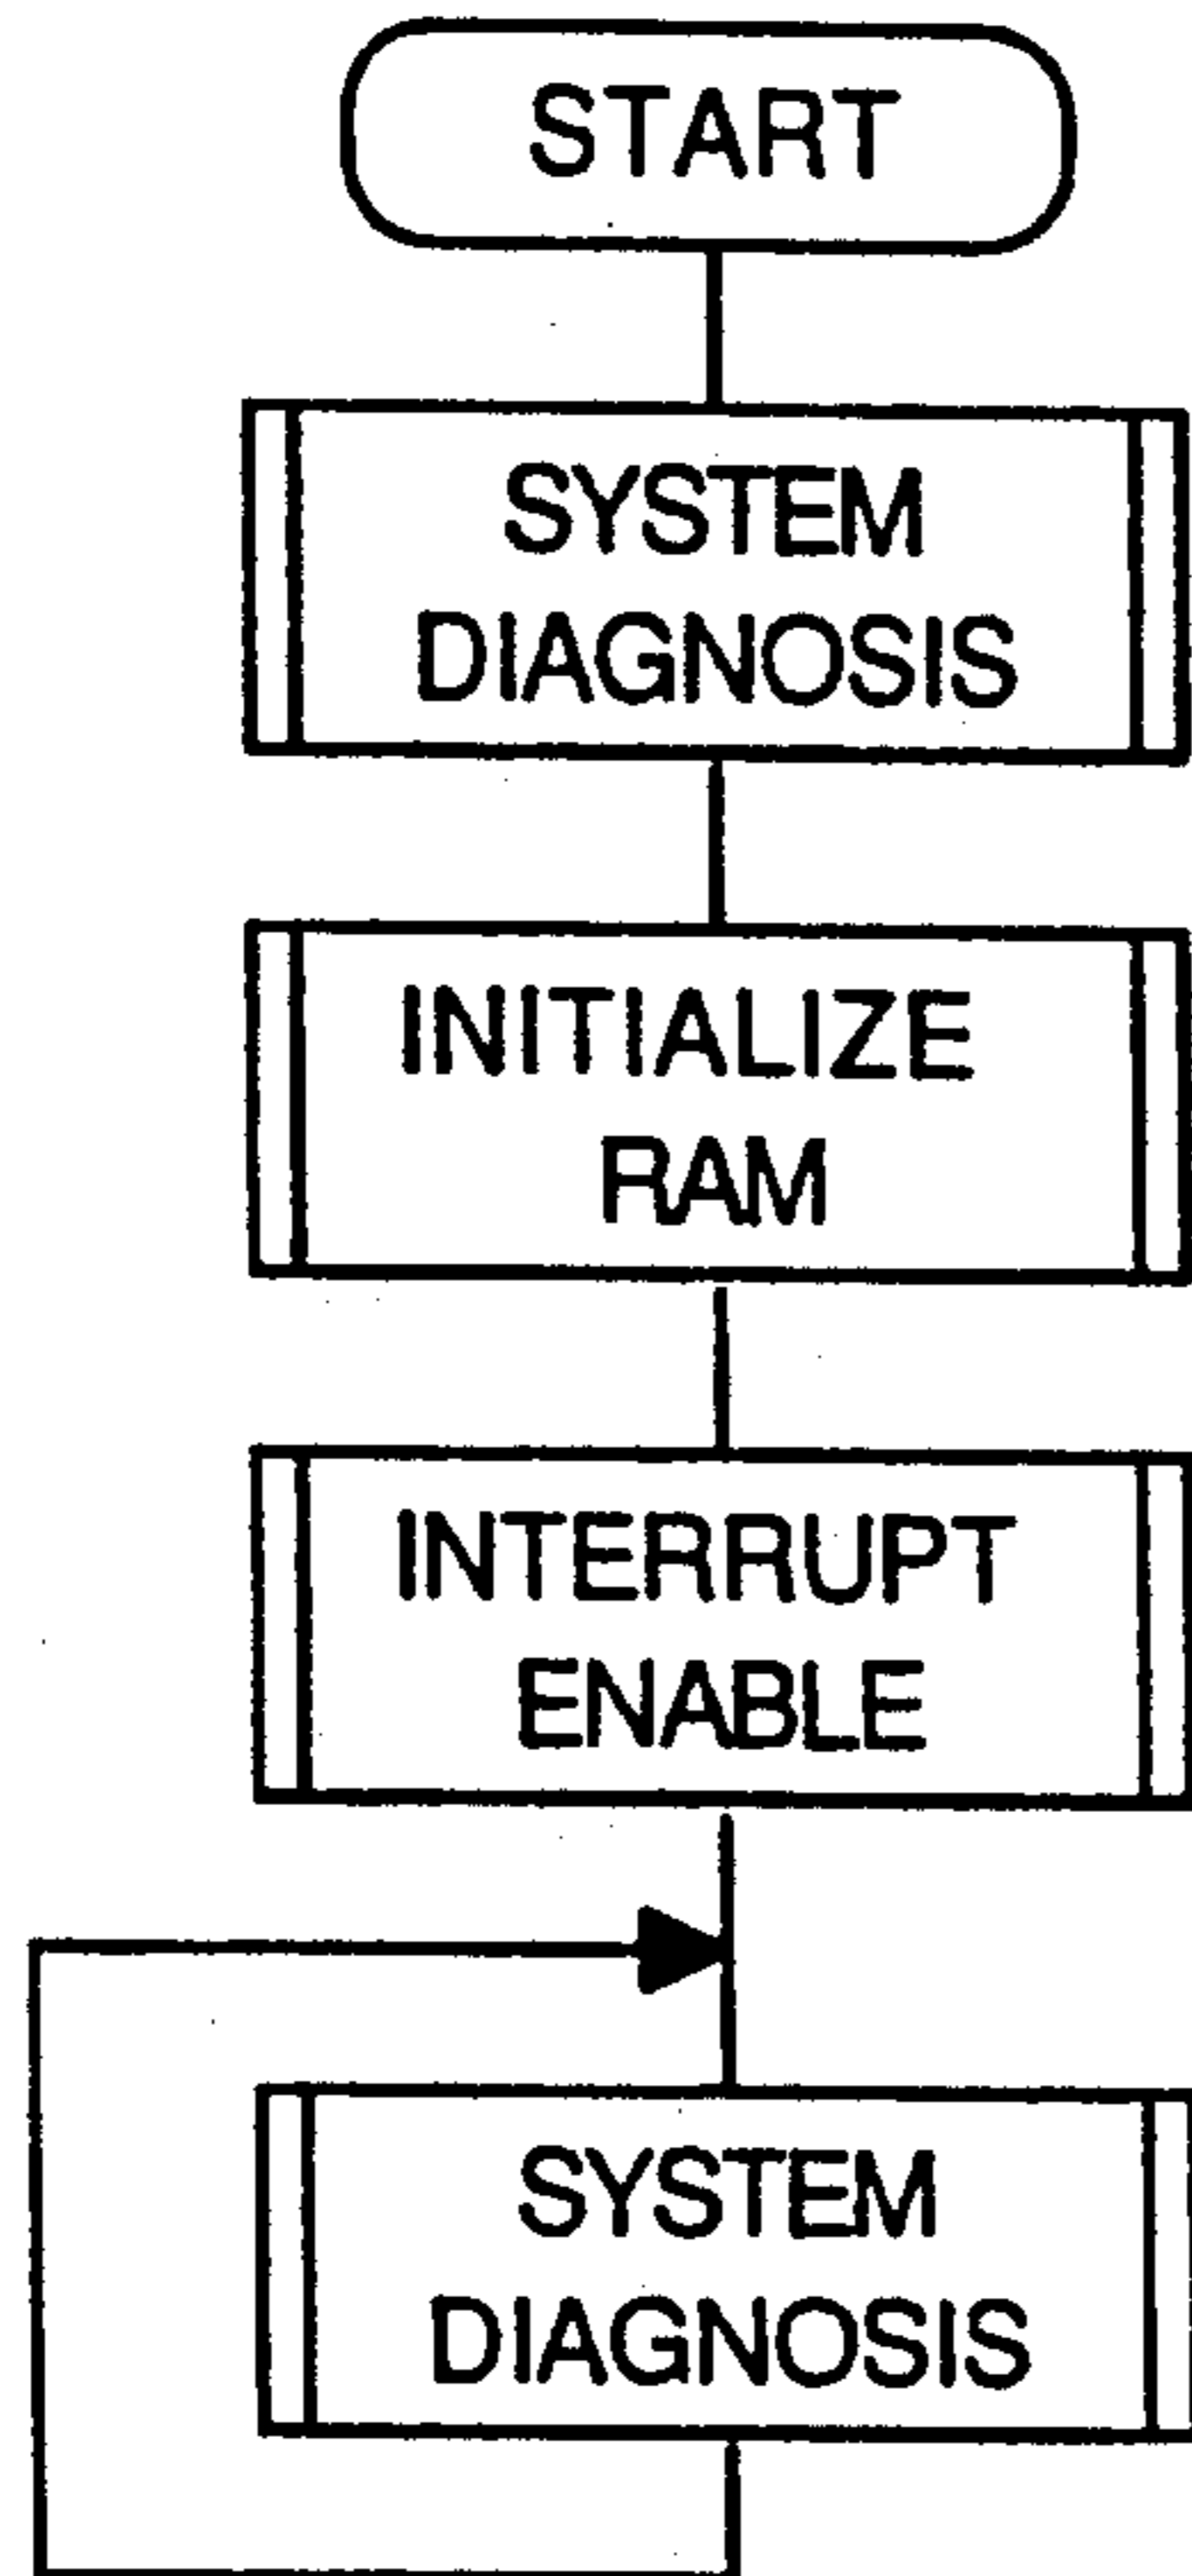 START
SYSTEM
DIAGNOSIS
INITIALIZE
RAM
INTERRUPT
ENABLE
SYSTEM
DIAGNOSIS